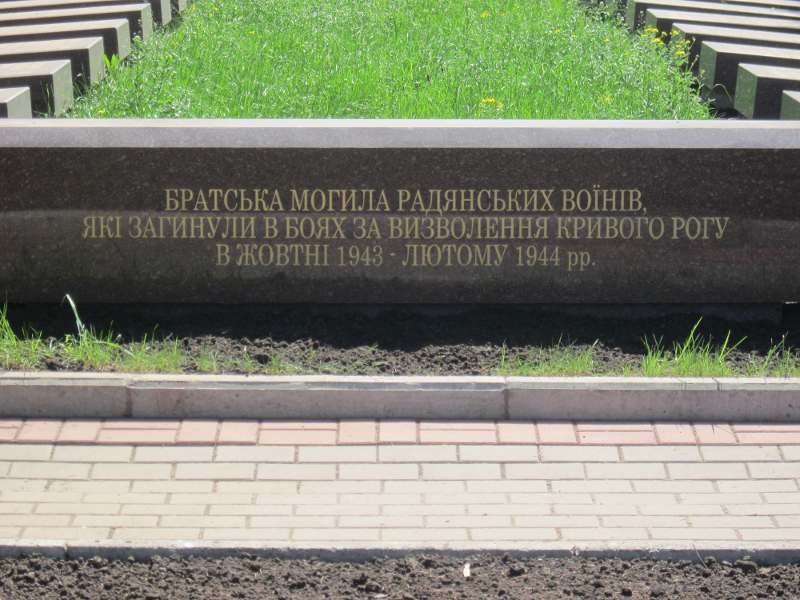 БРАТСЬКА МОГИЛА РАДЯНСЬКИХ ВОЇНІВ,
ЯКІ ЗАГИНУЛИ В БОЯХ ЗА ВИЗВОЛЕННЯ КРИВОГО РОГУ
В ЖОВТНІ 1943 - ЛЮТОМУ 1944 рр.